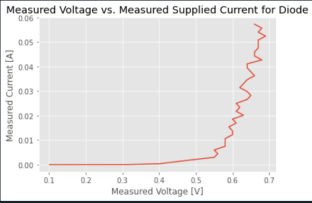 Measured Voltage vs. Measured Supplied Current for Diode
0.06
0.05
0.04
0.03
0.02
0.01
0.00
Measured Current [A]
0.1 0.2 0.3 0.4 0.5 0.6 0.7
Measured Voltage [V]